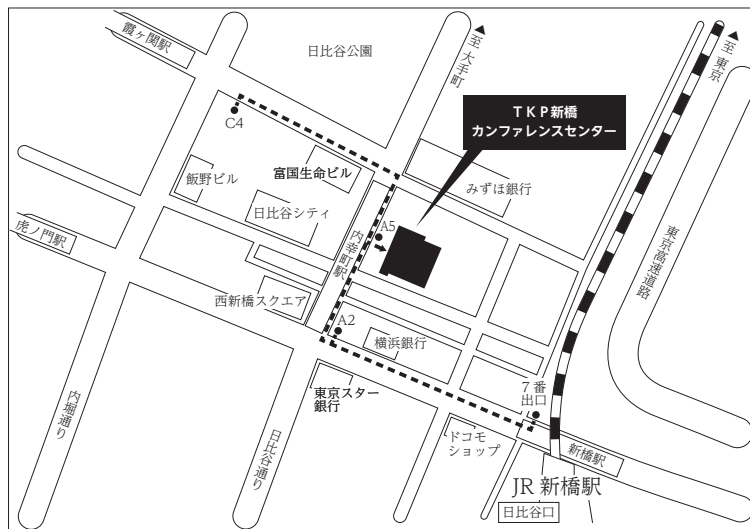 霞ヶ関駅
日比谷公園
▲至 大手町
▲至 東京
TKP新橋
カンファレンスセンター
C4
飯野ビル
富国生命ビル
日比谷シティ
みずほ銀行
A5
内幸町駅
東京高速道路
虎ノ門駅
西新橋スクエア
A2
横浜銀行
東京スター
銀行
7番
出口
ドコモ
ショップ
新橋駅
JR 新橋駅
日比谷口
内堀通り
日比谷通り